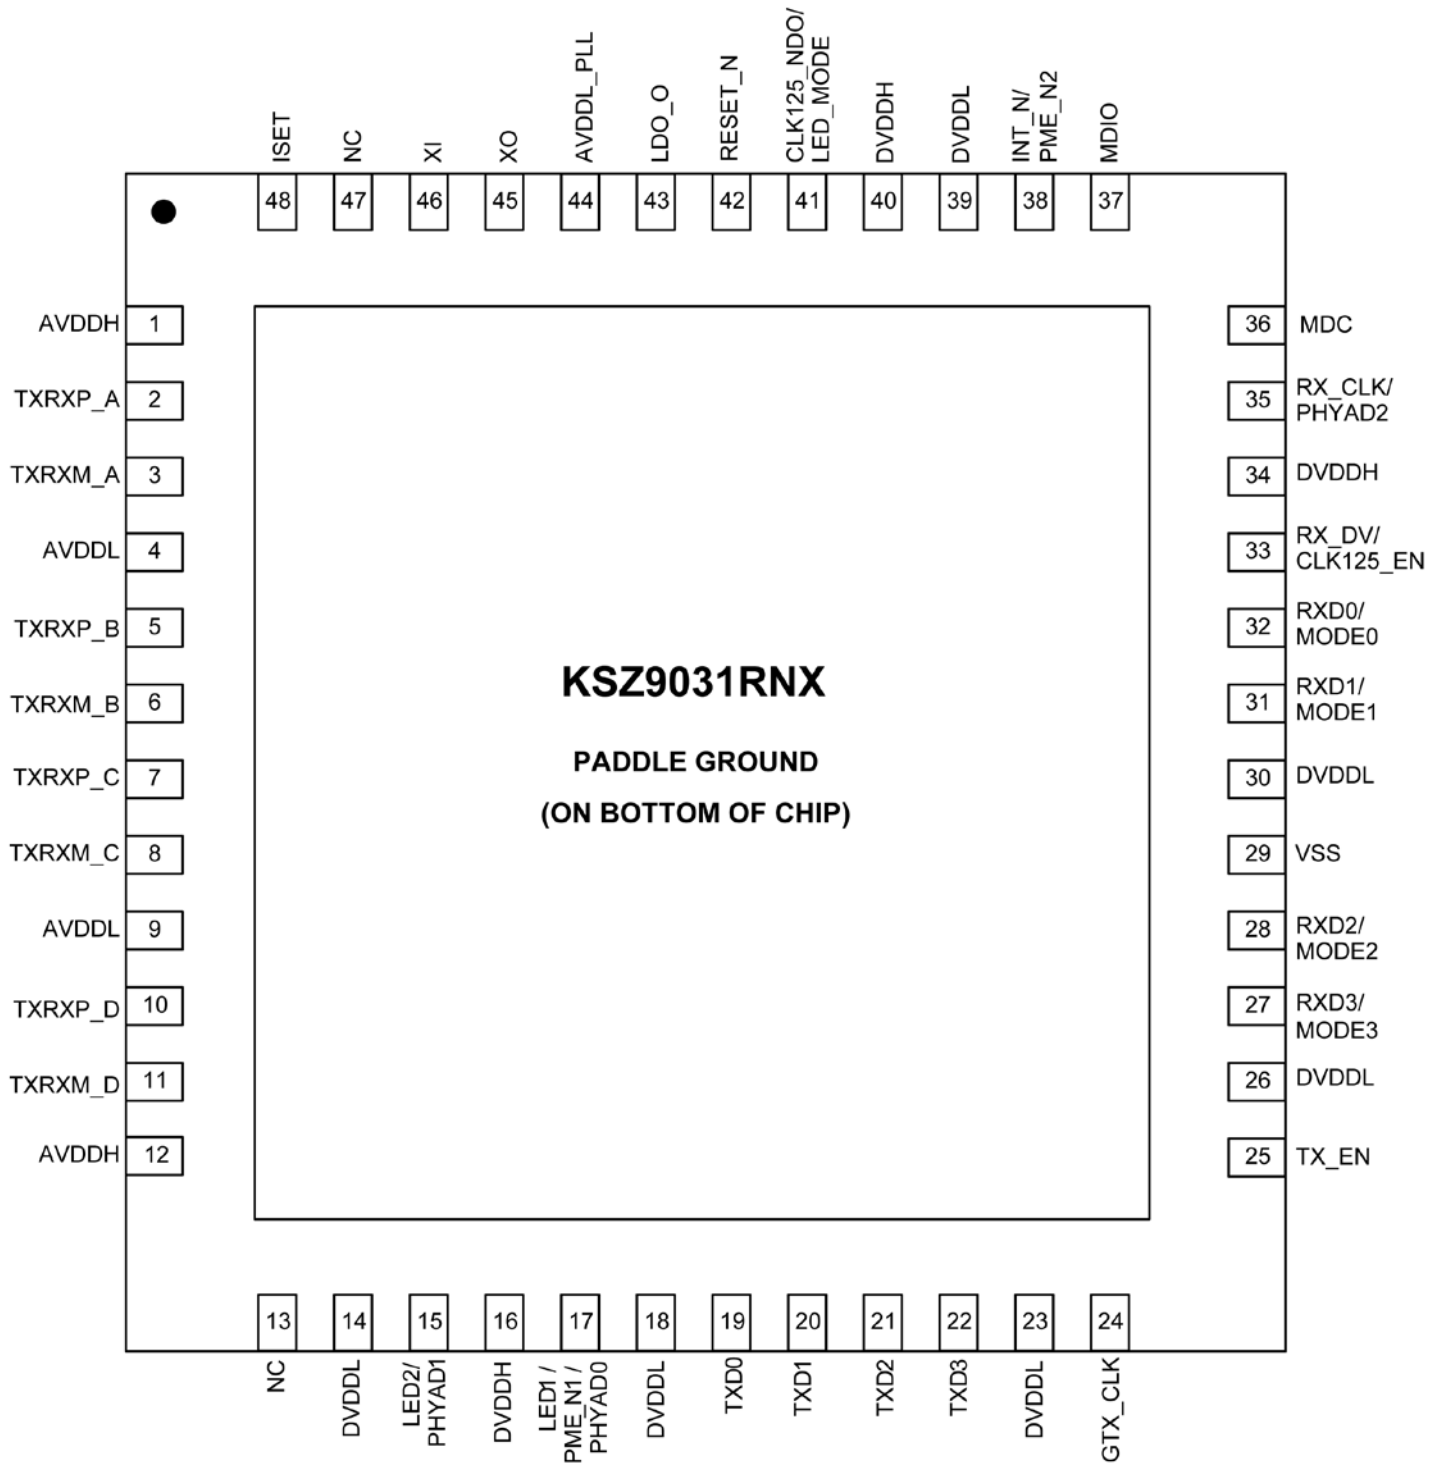 ISET
NC
XI
XO
AVDDL_PLL
LDO_O
RESET_N
CLK125_NDO/
LED_MODE
DVDDH
DVDDL
INT_N/
PME_N2
MDIO
48
47
46
45
44
43
42
41
40
39
38
37
AVDDH 1
TXRXP_A 2
TXRXM_A 3
AVDDL 4
TXRXP_B 5
TXRXM_B 6
TXRXP_C 7
TXRXM_C 8
AVDDL 9
TXRXP_D 10
TXRXM_D 11
AVDDH 12
KSZ9031RNX
PADDLE GROUND
(ON BOTTOM OF CHIP)
36 MDC
35 RX_CLK/
PHYAD2
34 DVDDH
33 RX_DV/
CLK125_EN
32 RXD0/
MODE0
31 RXD1/
MODE1
30 DVDDL
29 VSS
28 RXD2/
MODE2
27 RXD3/
MODE3
26 DVDDL
25 TX_EN
13
14
15
16
17
18
19
20
21
22
23
24
NC
DVDDL
LED2/
PHYAD1
DVDDH
LED1 /
PME_N1 /
PHYAD0
DVDDL
TXD0
TXD1
TXD2
TXD3
DVDDL
GTX_CLK